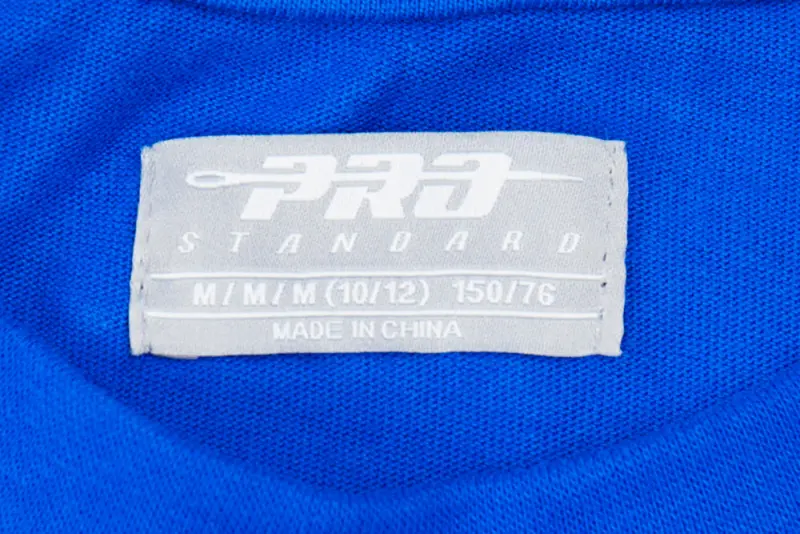 PRO
STANDARD
M/M/M (10/12) 150/76
MADE IN CHINA